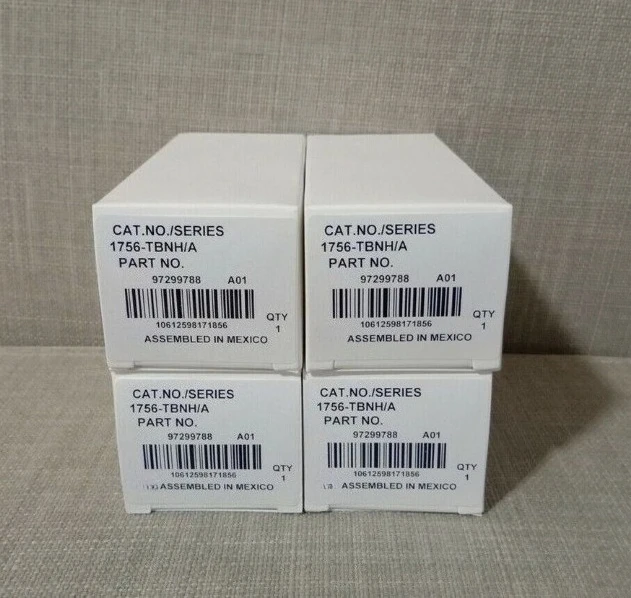 CAT.NO./SERIES
1756-TBNH/A
PART NO.
97299788 A01
QTY
10612598171856 1
ASSEMBLED IN MEXICO
CAT.NO./SERIES
1756-TBNH/A
PART NO.
97299788 A01
QTY
10612598171856 1
ASSEMBLED IN MEXICO
CAT.NO./SERIES
1756-TBNH/A
PART NO.
97299788 A01
QTY
10612598171856 1
ASSEMBLED IN MEXICO
CAT.NO./SERIES
1756-TBNH/A
PART NO.
97299788 A01
QTY
10612598171856 1
ASSEMBLED IN MEXICO